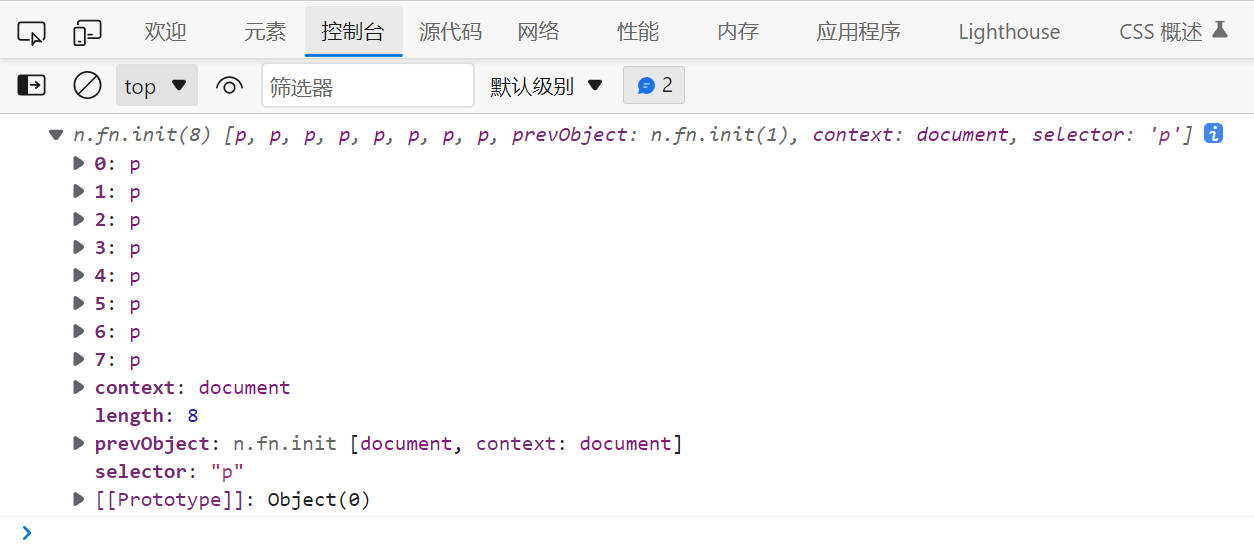 欢迎 元素 控制台 源代码 网络 性能 内存 应用程序 Lighthouse CSS 概述
top 筛选器 默认级别 2
n.fn.init(8) [p, p, p, p, p, p, p, p, prevObject: n.fn.init(1), context: document, selector: 'p'] i
0: p
1: p
2: p
3: p
4: p
5: p
6: p
7: p
context: document
length: 8
prevObject: n.fn.init [document, context: document]
selector: "p"
[[Prototype]]: Object(0)